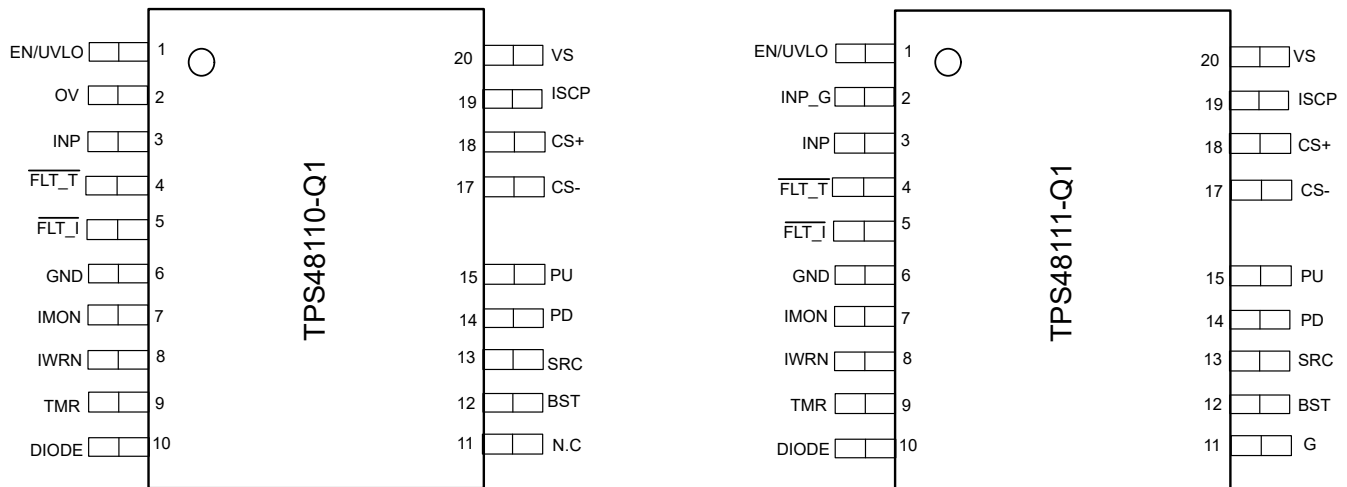 EN/UVLO 1
OV 2
INP 3
FLT_T 4
FLT_I 5
GND 6
IMON 7
IWRN 8
TMR 9
DIODE 10
TPS48110-Q1
20 VS
19 ISCP
18 CS+
17 CS-
15 PU
14 PD
13 SRC
12 BST
11 N.C
EN/UVLO 1
INP_G 2
INP 3
FLT_T 4
FLT_I 5
GND 6
IMON 7
IWRN 8
TMR 9
DIODE 10
TPS48111-Q1
20 VS
19 ISCP
18 CS+
17 CS-
15 PU
14 PD
13 SRC
12 BST
11 G